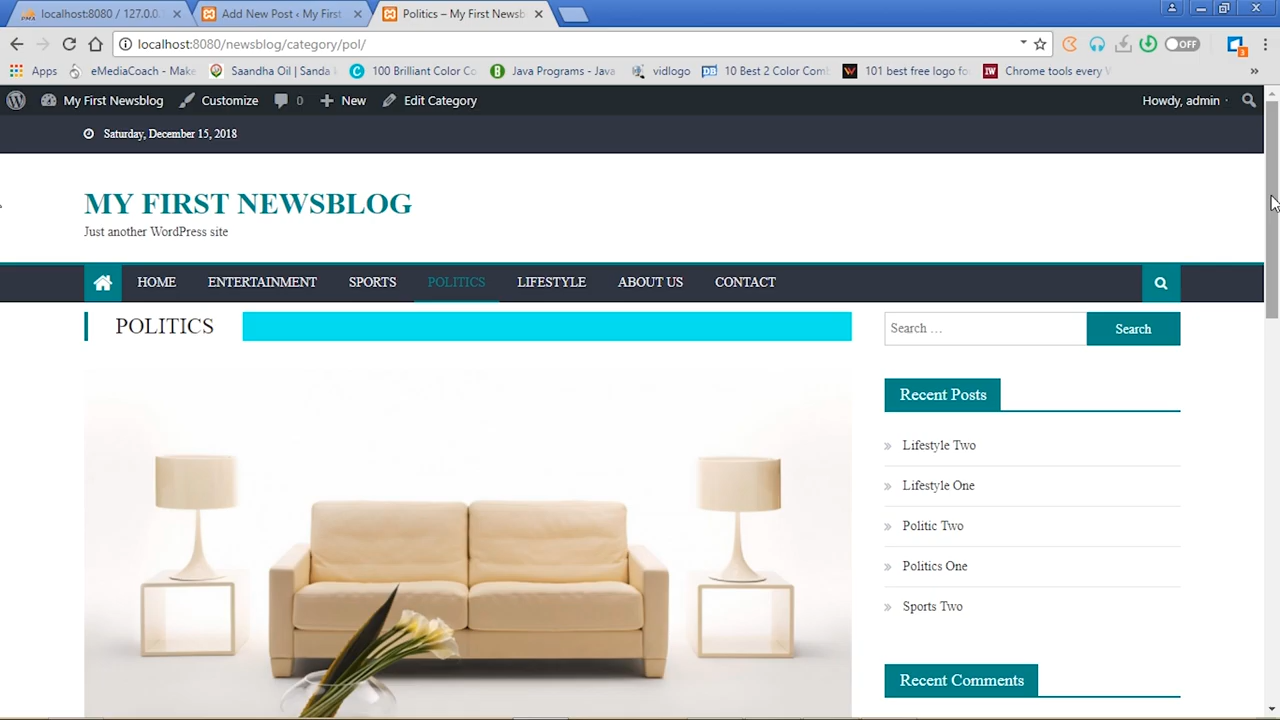 localhost:8080 / 127.0.0.
Add New Post ‹ My First
Politics – My First Newsb
localhost:8080/newsblog/category/pol/
OFF
3
Apps
eMediaCoach - Make
Saandha Oil | Sanda
100 Brilliant Color Co
Java Programs - Java
vidlogo
10 Best 2 Color Comb
101 best free logo fo
Chrome tools every W
»
My First Newsblog
Customize
0
New
Edit Category
Howdy, admin
Saturday, December 15, 2018
MY FIRST NEWSBLOG
Just another WordPress site
HOME
ENTERTAINMENT
SPORTS
POLITICS
LIFESTYLE
ABOUT US
CONTACT
POLITICS
Search …
Search
Recent Posts
Lifestyle Two
Lifestyle One
Politic Two
Politics One
Sports Two
Recent Comments